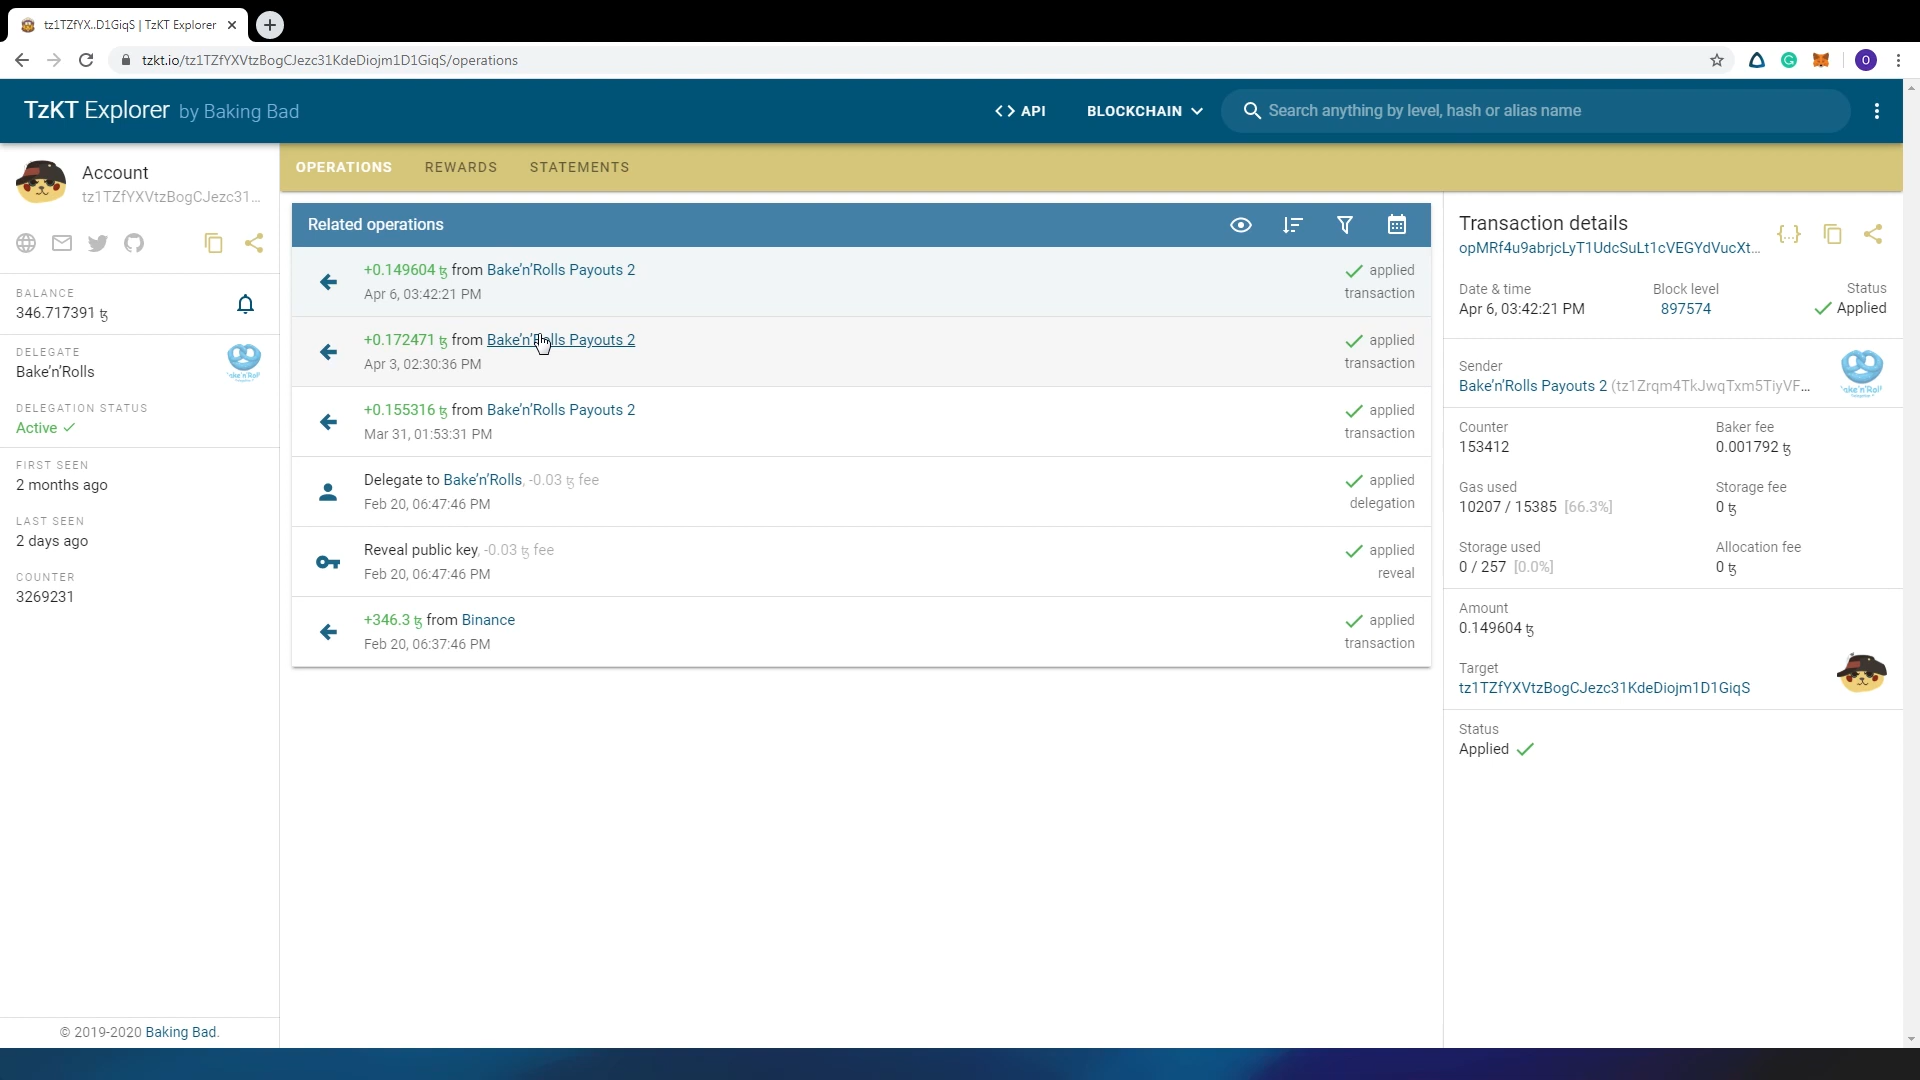 tz1TZfYX..D1GiqS | TzKT Explorer
tzkt.io/tz1TZfYXVtzBogCJezc31KdeDiojm1D1GiqS/operations
O
TzKT Explorer by Baking Bad
<> API
BLOCKCHAIN
Search anything by level, hash or alias name
Account
tz1TZfYXVtzBogCJezc31...
BALANCE
346.717391 ꜩ
DELEGATE
Bake'n'Rolls
DELEGATION STATUS
Active
FIRST SEEN
2 months ago
LAST SEEN
2 days ago
COUNTER
3269231
© 2019-2020 Baking Bad.
OPERATIONS
REWARDS
STATEMENTS
Related operations
+0.149604 ꜩ from Bake'n'Rolls Payouts 2
applied
Apr 6, 03:42:21 PM
transaction
+0.172471 ꜩ from Bake'n'Rolls Payouts 2
applied
Apr 3, 02:30:36 PM
transaction
+0.155316 ꜩ from Bake'n'Rolls Payouts 2
applied
Mar 31, 01:53:31 PM
transaction
Delegate to Bake'n'Rolls, -0.03 ꜩ fee
applied
Feb 20, 06:47:46 PM
delegation
Reveal public key, -0.03 ꜩ fee
applied
Feb 20, 06:47:46 PM
reveal
+346.3 ꜩ from Binance
applied
Feb 20, 06:37:46 PM
transaction
Transaction details
{...}
opMRf4u9abrjcLyT1UdcSuLt1cVEGYdVucXt...
Date & time
Block level
Status
Apr 6, 03:42:21 PM
897574
Applied
Sender
Bake'n'Rolls Payouts 2 (tz1Zrqm4TkJwqTxm5TiyVF...
Counter
Baker fee
153412
0.001792 ꜩ
Gas used
Storage fee
10207 / 15385 [66.3%]
0 ꜩ
Storage used
Allocation fee
0 / 257 [0.0%]
0 ꜩ
Amount
0.149604 ꜩ
Target
tz1TZfYXVtzBogCJezc31KdeDiojm1D1GiqS
Status
Applied